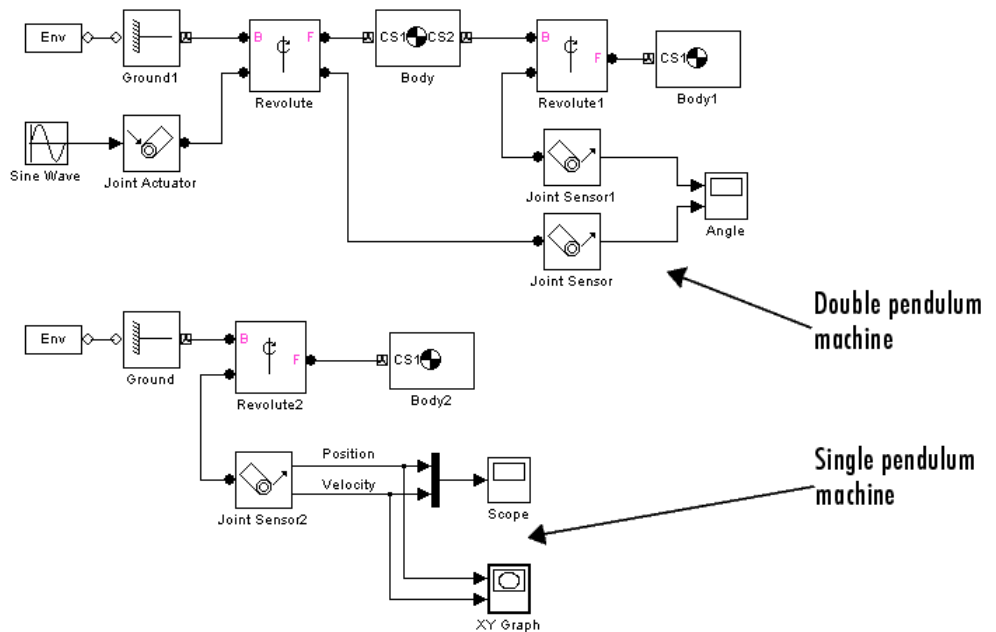 Env
Ground1
B
F
Revolute
CS1 CS2
Body
B
F
Revolute1
CS1
Body1
Sine Wave
Joint Actuator
Joint Sensor1
Angle
Joint Sensor
Double pendulum
machine
Env
Ground
B
F
Revolute2
CS1
Body2
Position
Velocity
Joint Sensor2
Scope
Single pendulum
machine
XY Graph